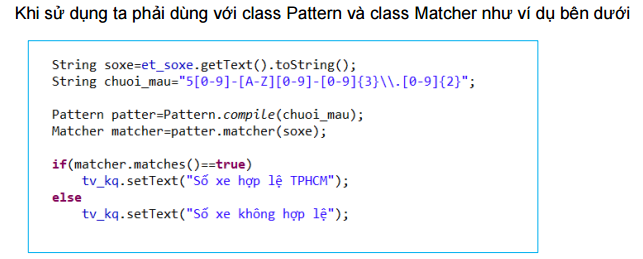 Khi sử dụng ta phải dùng với class Pattern và class Matcher như ví dụ bên dưới
String soxe=et_soxe.getText().toString();
String chuoi_mau="5[0-9]-[A-Z][0-9]-[0-9]{3}\\.[0-9]{2}";
Pattern patter=Pattern.compile(chuoi_mau);
Matcher matcher=patter.matcher(soxe);
if(matcher.matches()==true)
tv_kq.setText("Số xe hợp lệ TPHCM");
else
tv_kq.setText("Số xe không hợp lệ");